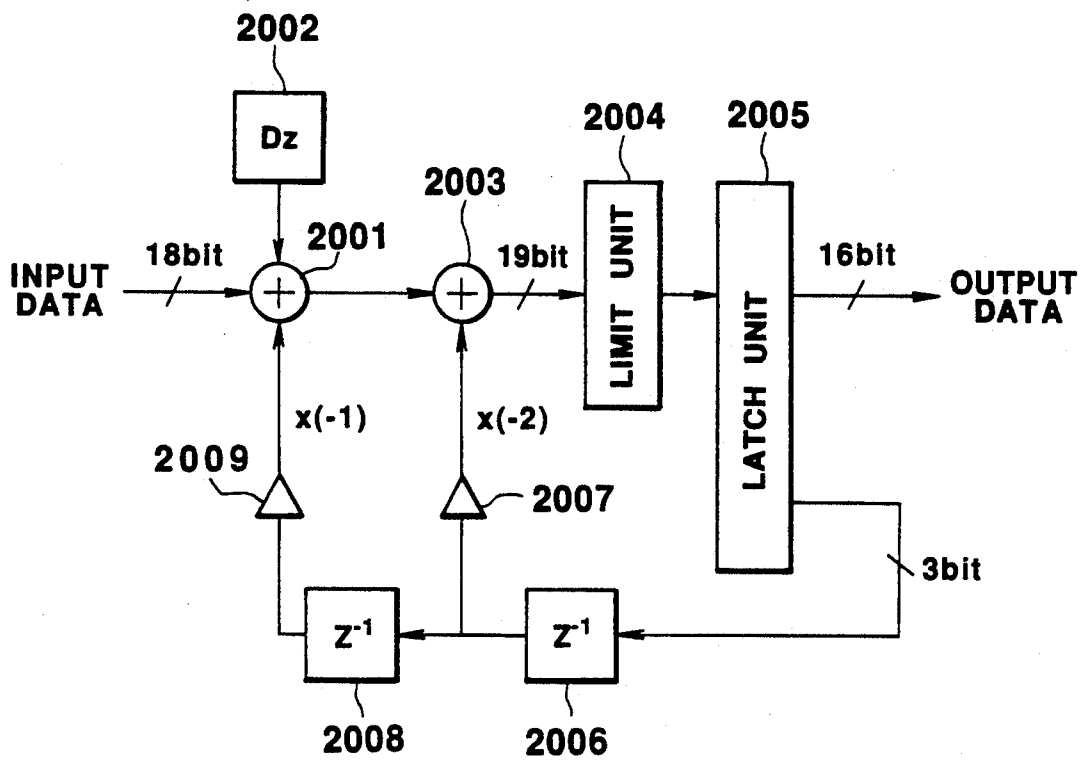 2002
Dz
2003
2004
2005
18bit
2001
19bit
16bit
INPUT
DATA
+
+
LIMIT UNIT
LATCH UNIT
OUTPUT
DATA
x(-1)
x(-2)
2009
2007
3bit
Z⁻¹
Z⁻¹
2008
2006